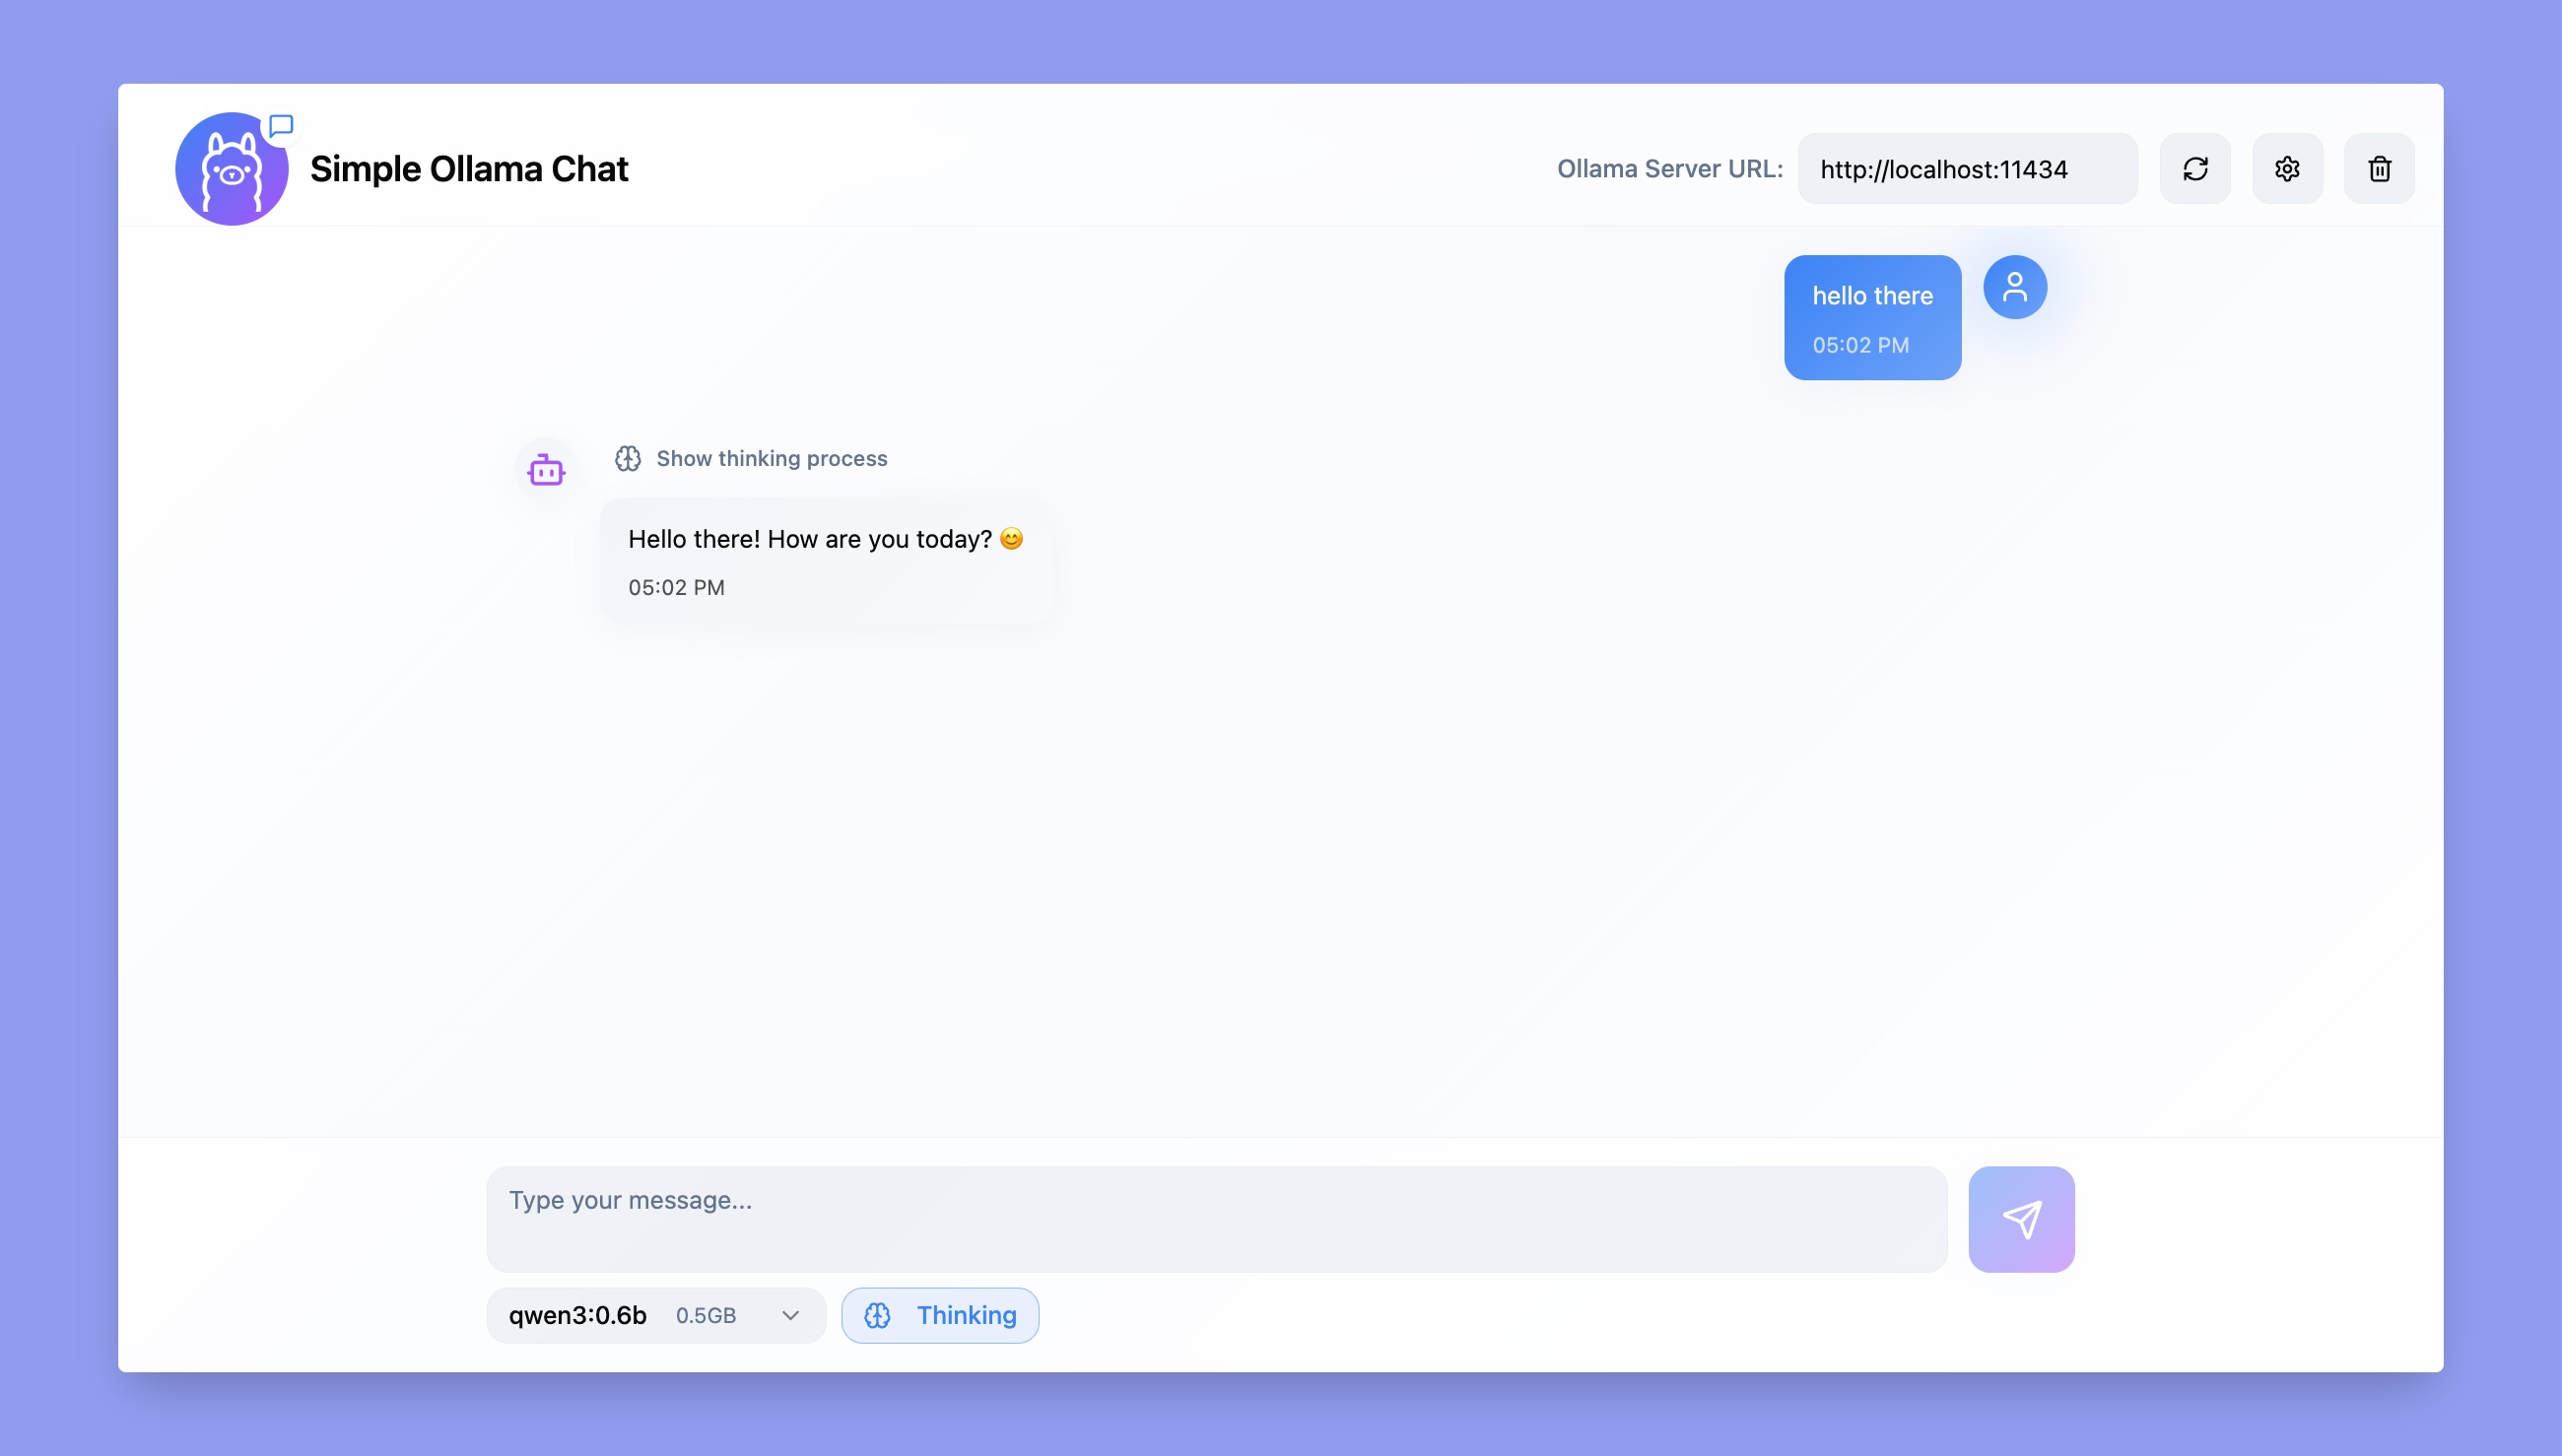 Simple Ollama Chat
Ollama Server URL: http://localhost:11434
hello there
05:02 PM
Show thinking process
Hello there! How are you today? 😊
05:02 PM
Type your message...
qwen3:0.6b 0.5GB Thinking